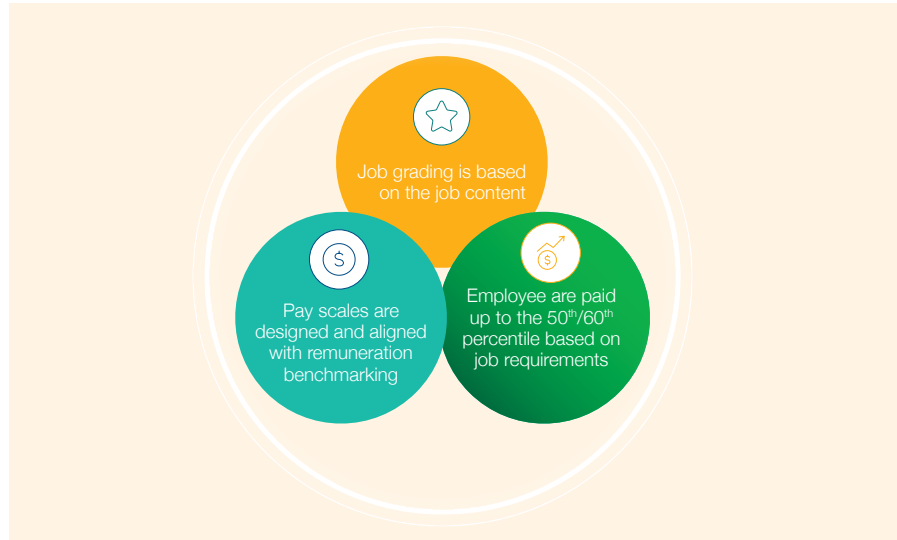 Job grading is based
on the job content
Pay scales are
designed and aligned
with remuneration
benchmarking
Employee are paid
up to the 50th/60th
percentile based on
job requirements